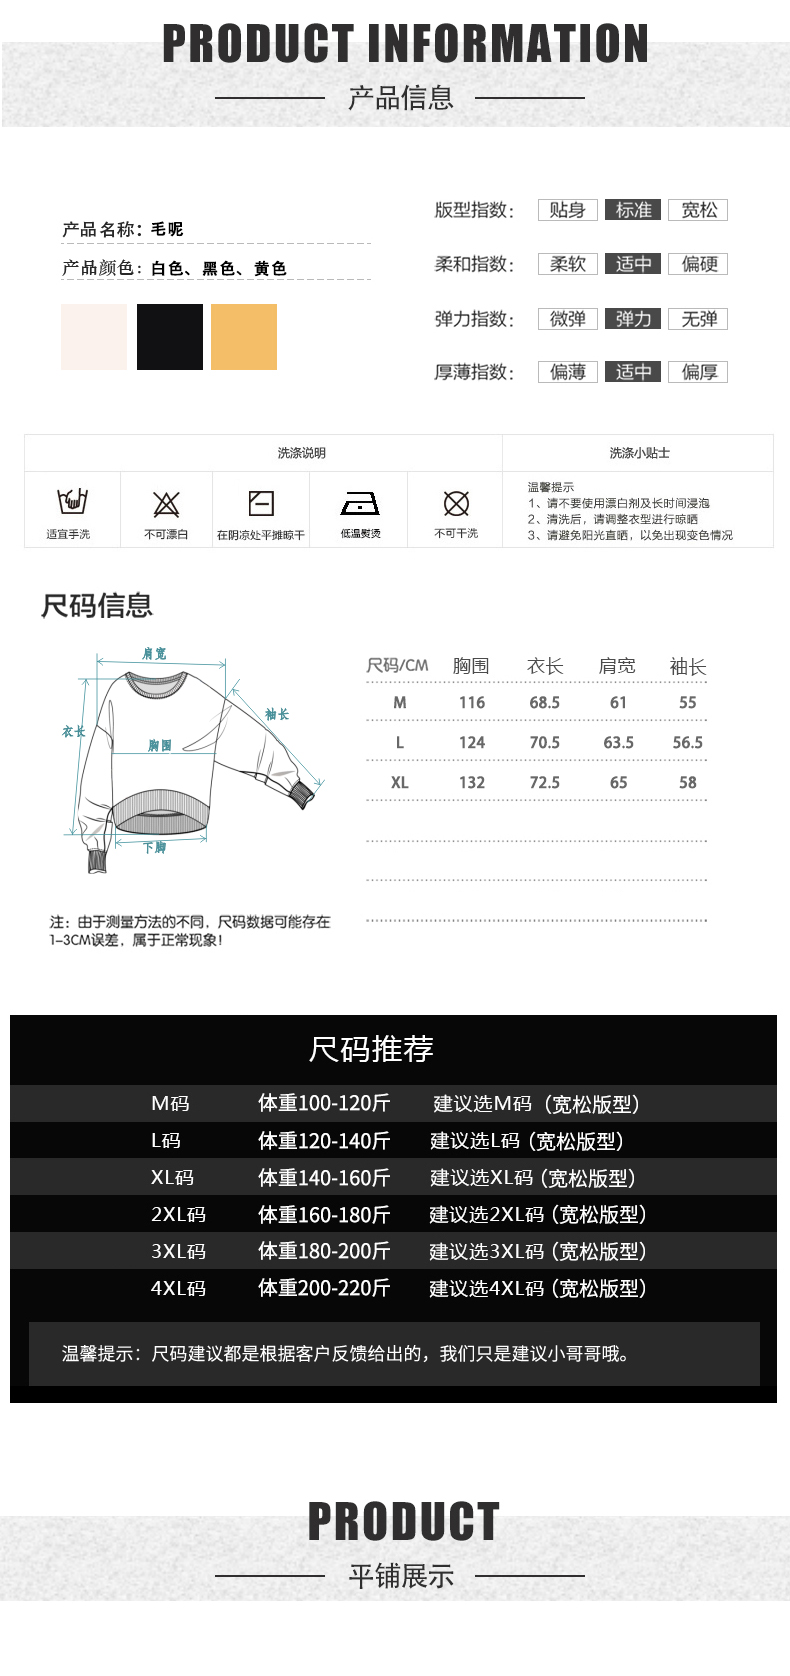 PRODUCT INFORMATION
产品信息
产品名称：毛呢
产品颜色：白色、黑色、黄色
版型指数： 贴身 标准 宽松
柔和指数： 柔软 适中 偏硬
弹力指数： 微弹 弹力 无弹
厚薄指数： 偏薄 适中 偏厚
洗涤说明 洗涤小贴士
适宜手洗 不可漂白 在阴凉处平摊晾干 低温熨烫 不可干洗
温馨提示
1、请不要使用漂白剂及长时间浸泡
2、清洗后，请调整衣型进行晾晒
3、请避免阳光直晒，以免出现变色情况
尺码信息
肩宽
袖长
衣长
胸围
下胸
尺码/CM 胸围 衣长 肩宽 袖长
M 116 68.5 61 55
L 124 70.5 63.5 56.5
XL 132 72.5 65 58
注：由于测量方法的不同，尺码数据可能存在
1-3CM误差，属于正常现象！
尺码推荐
M码 体重100-120斤 建议选M码（宽松版型）
L码 体重120-140斤 建议选L码（宽松版型）
XL码 体重140-160斤 建议选XL码（宽松版型）
2XL码 体重160-180斤 建议选2XL码（宽松版型）
3XL码 体重180-200斤 建议选3XL码（宽松版型）
4XL码 体重200-220斤 建议选4XL码（宽松版型）
温馨提示：尺码建议都是根据客户反馈给出的，我们只是建议小哥哥哦。
PRODUCT
平铺展示